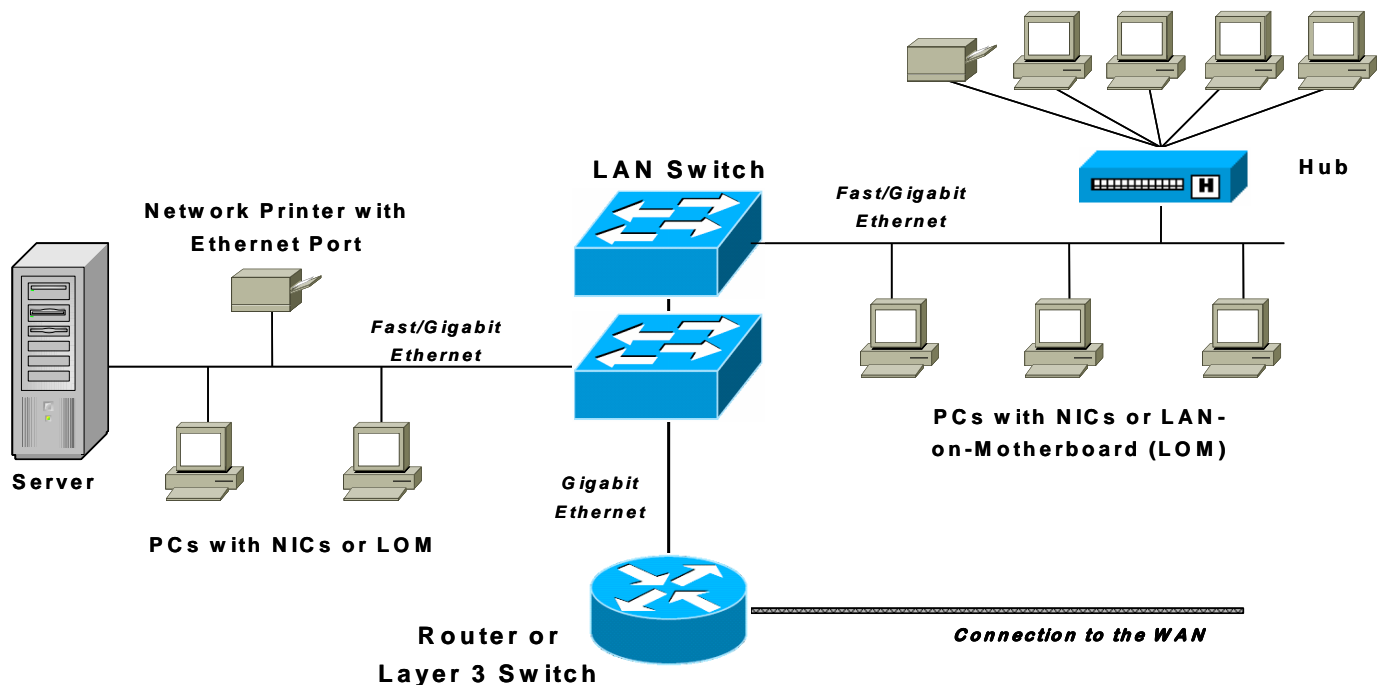 LAN Switch
Hub
Fast/Gigabit
Ethernet
H
Network Printer with
Ethernet Port
Fast/Gigabit
Ethernet
PCs with NICs or LAN-
on-Motherboard (LOM)
Server
Gigabit
Ethernet
PCs with NICs or LOM
Router or
Layer 3 Switch
Connection to the WAN